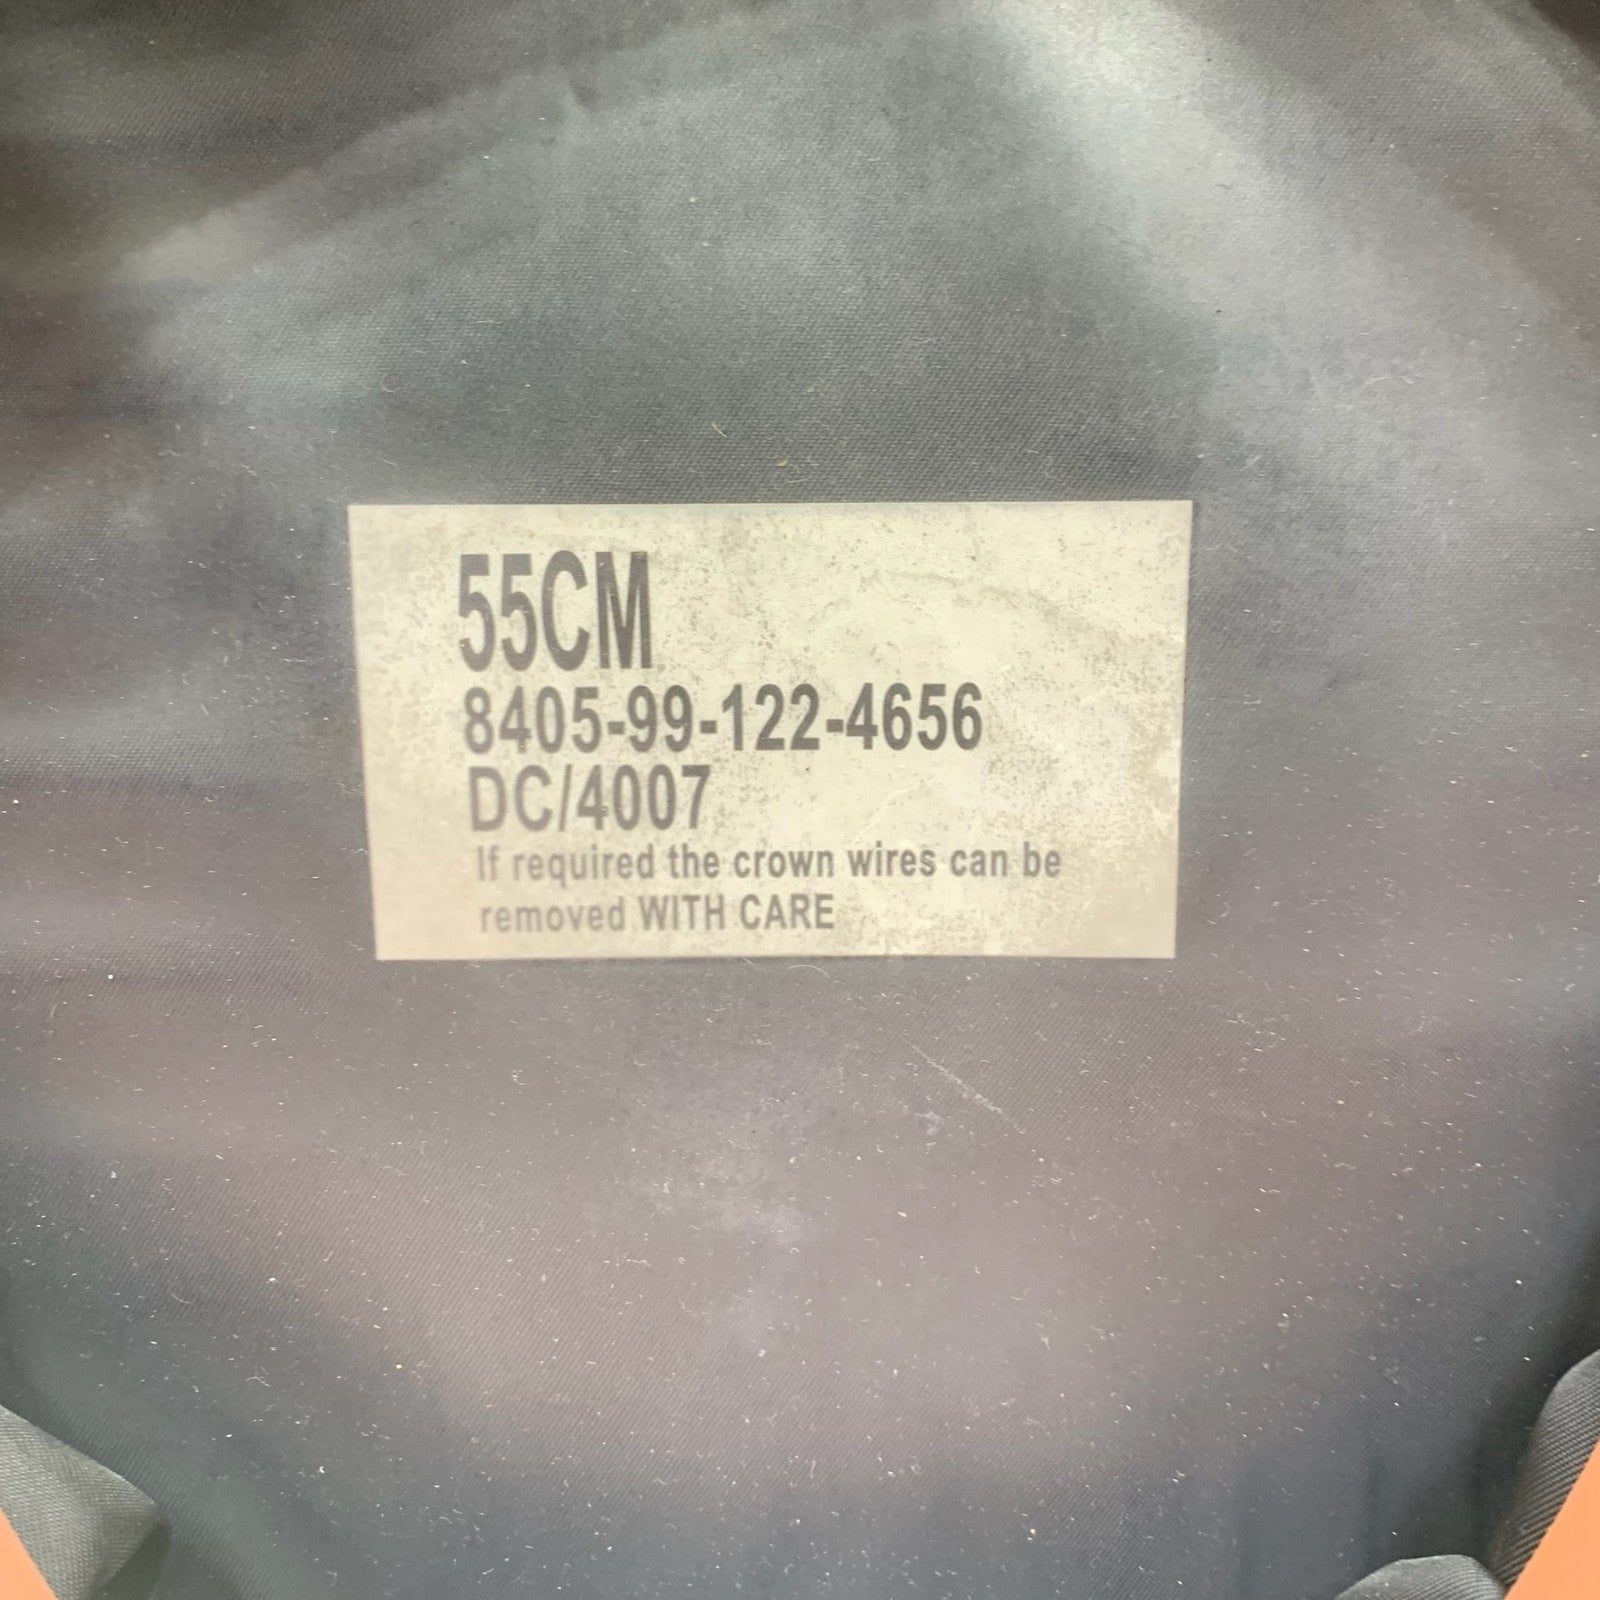 55CM
8405-99-122-4656
DC/4007
If required the crown wires can be
removed WITH CARE